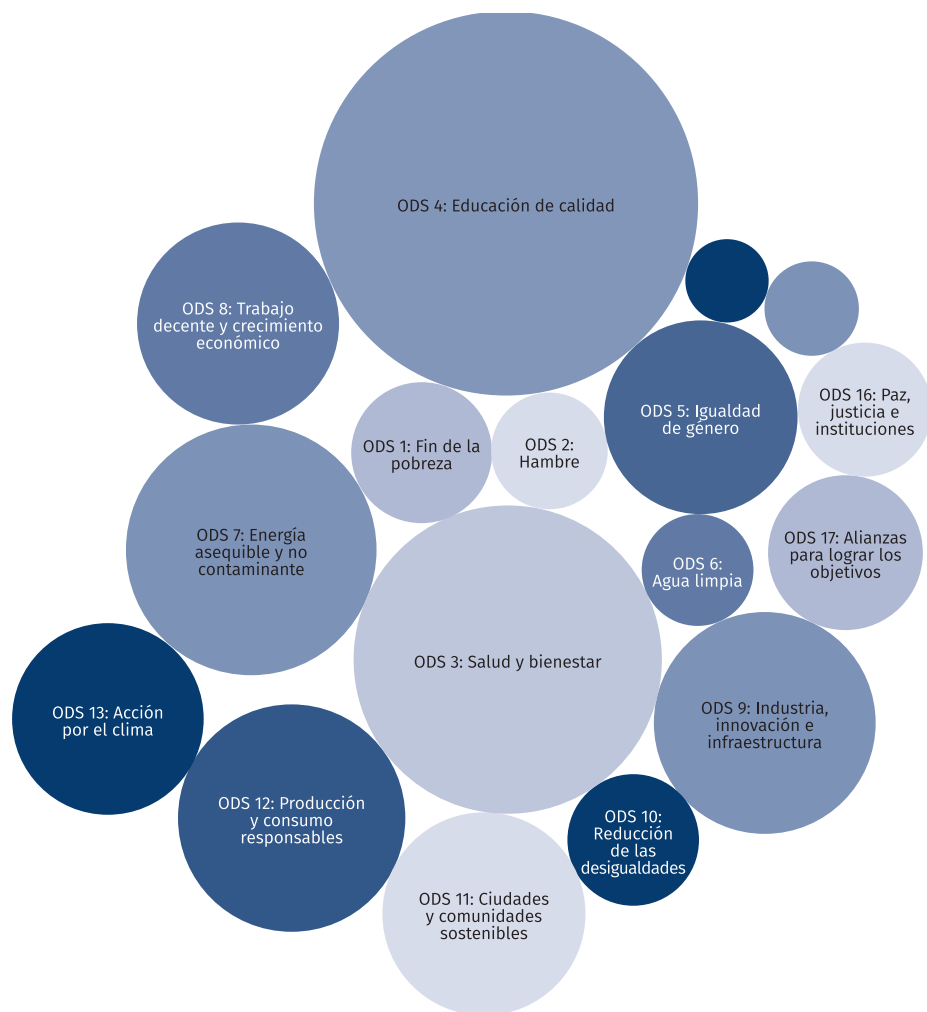 ODS 4: Educación de calidad
ODS 8: Trabajo
decente y crecimiento
económico
ODS 5: Igualdad
de género
ODS 16: Paz,
justicia e
instituciones
ODS 1: Fin de la
pobreza
ODS 2:
Hambre
ODS 7: Energía
asequible y no
contaminante
ODS 6:
Agua limpia
ODS 17: Alianzas
para lograr los
objetivos
ODS 3: Salud y bienestar
ODS 13: Acción
por el clima
ODS 9: Industria,
innovación e
infraestructura
ODS 12: Producción
y consumo
responsables
ODS 10:
Reducción
de las
desigualdades
ODS 11: Ciudades
y comunidades
sostenibles